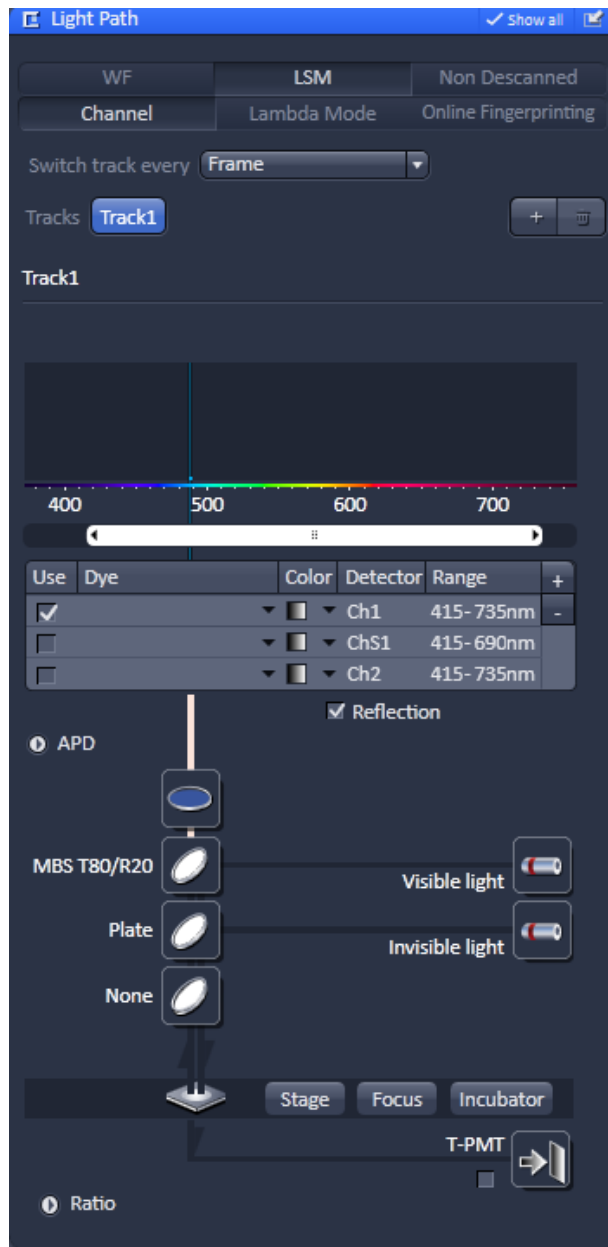 Light Path Show all
WF LSM Non Descanned
Channel Lambda Mode Online Fingerprinting
Switch track every Frame
Tracks Track1 +
Track1
400 500 600 700
Use Dye Color Detector Range +
Ch1 415-735nm -
ChS1 415-690nm
Ch2 415-735nm
Reflection
APD
MBS T80/R20
Visible light
Plate
Invisible light
None
Stage Focus Incubator
T-PMT
Ratio